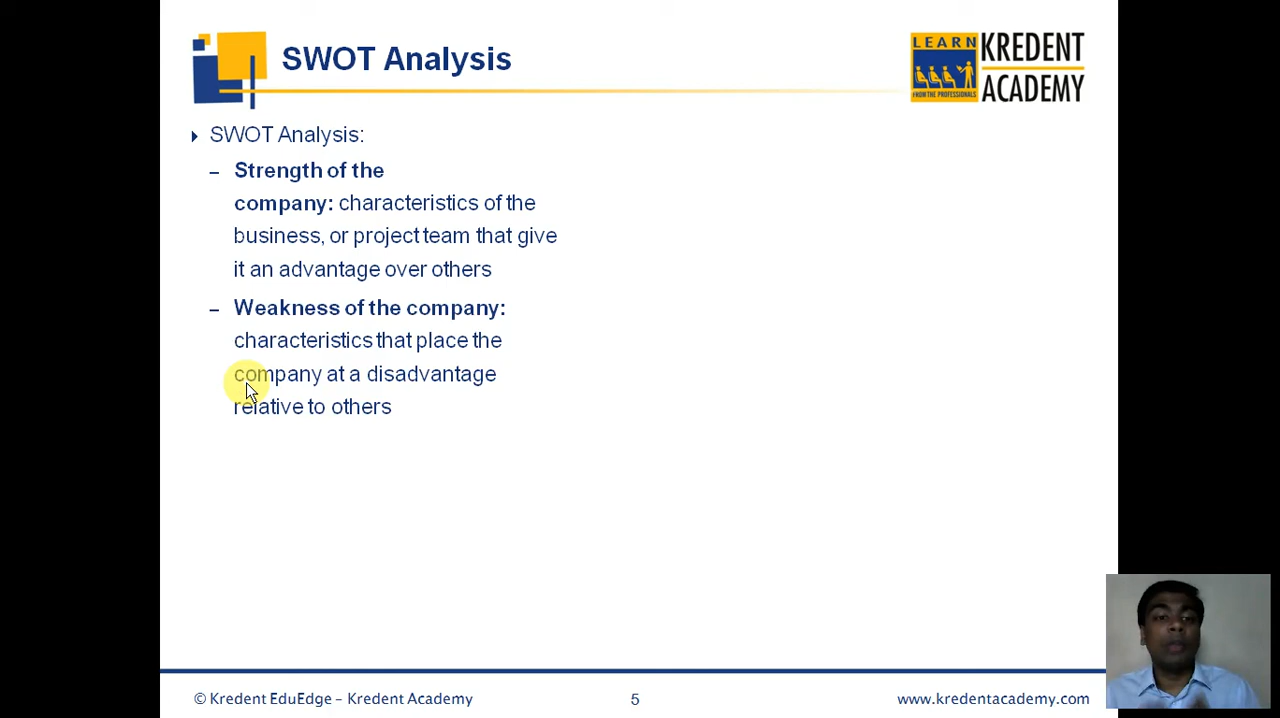 SWOT Analysis
LEARN
FROM THE PROFESSIONALS
KREDENT
ACADEMY
SWOT Analysis:
– Strength of the
company: characteristics of the
business, or project team that give
it an advantage over others
– Weakness of the company:
characteristics that place the
company at a disadvantage
relative to others
© Kredent EduEdge – Kredent Academy
5
www.kredentacademy.com